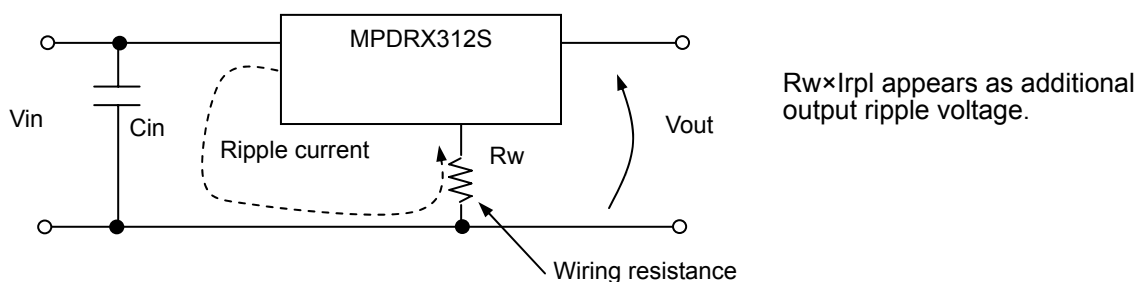 MPDRX312S
Rw×Irpl appears as additional
output ripple voltage.
Vin
Cin
Vout
Ripple current
Rw
Wiring resistance